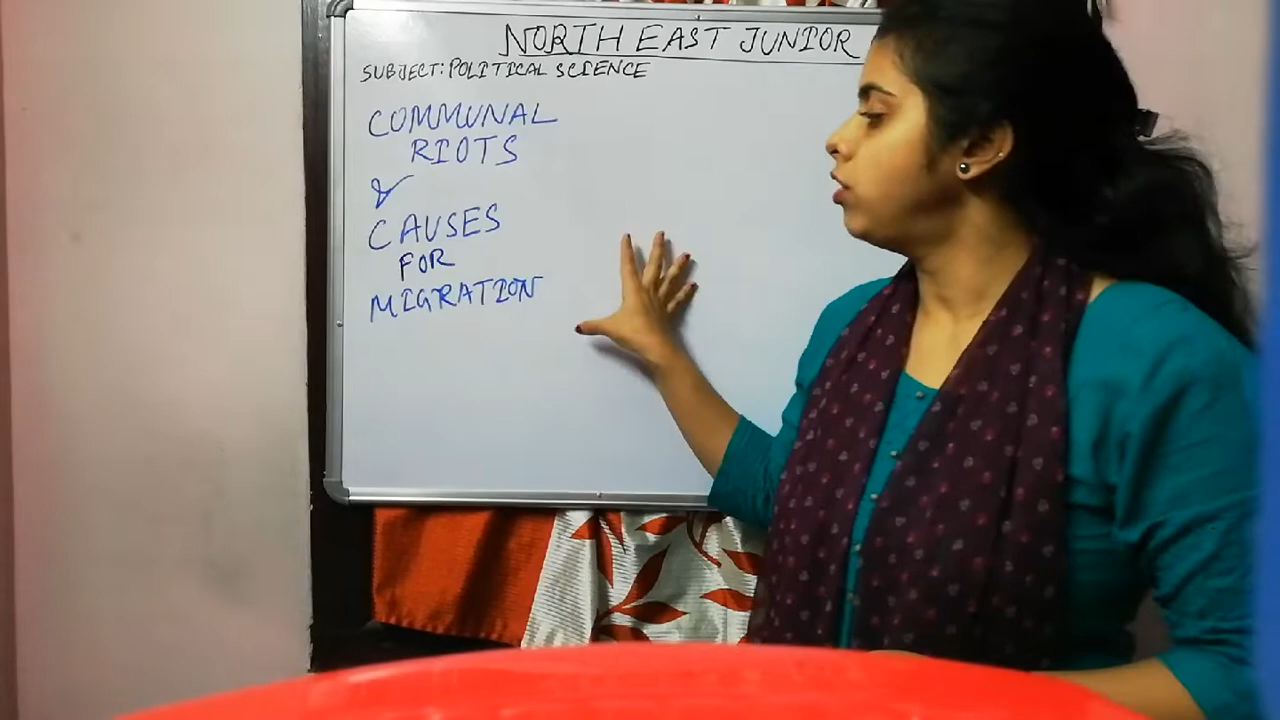 NORTH EAST JUNIOR
SUBJECT: POLITICAL SCIENCE
COMMUNAL
RIOTS
&
CAUSES
FOR
MIGRATION